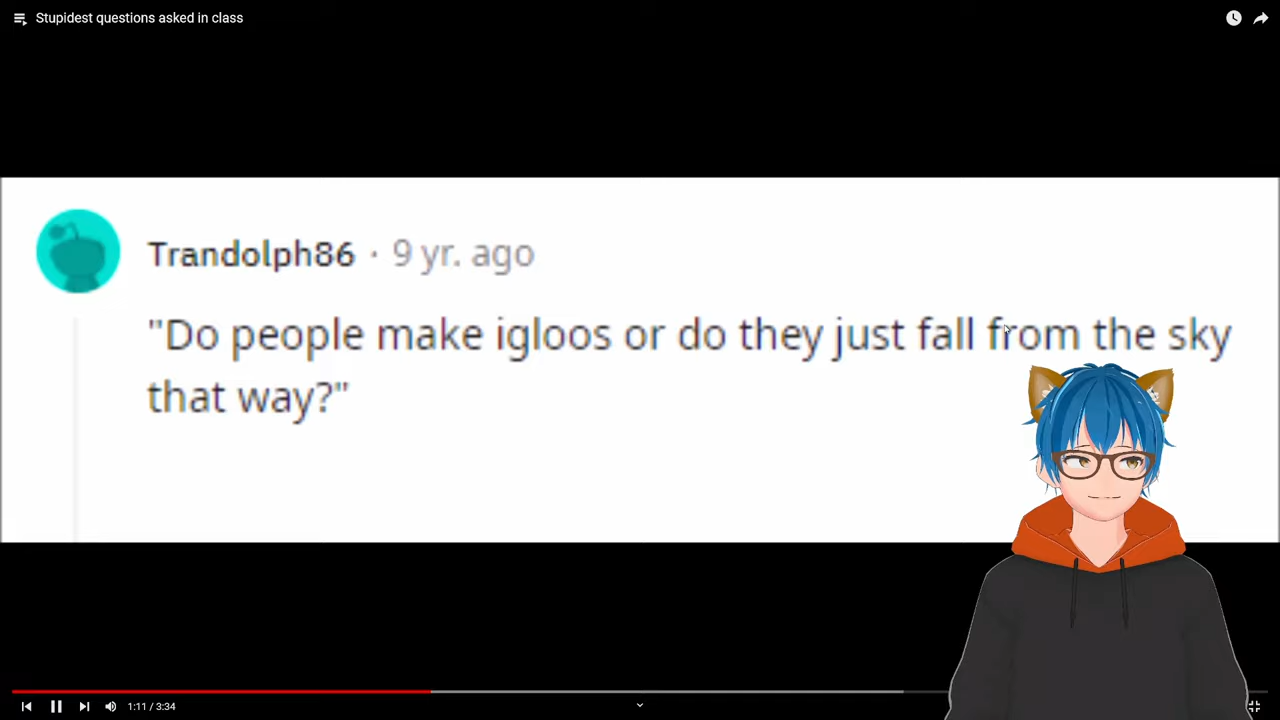 Stupidest questions asked in class
Trandolph86 · 9 yr. ago
"Do people make igloos or do they just fall from the sky
that way?"
1:11 / 3:34